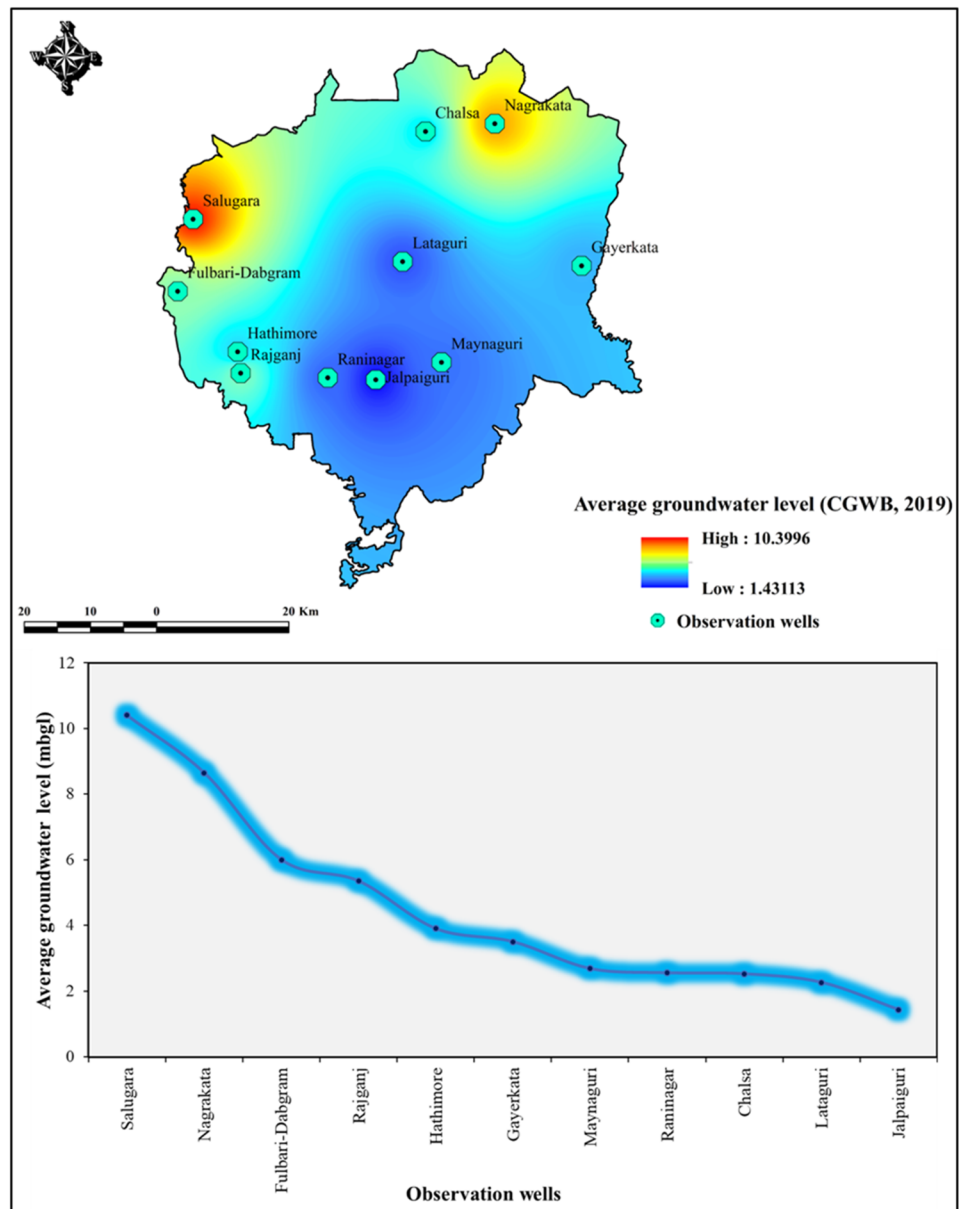 N
W E
S
Nagrakata
Chalsa
Salugara
Lataguri
Gayerkata
Fulbari-Dabgram
Hathimore
Maynaguri
Rajganj
Raninagar
Jalpaiguri
Average groundwater level (CGWB, 2019)
High : 10.3996
Low : 1.43113
Observation wells
20 10 0 20 Km
12
10
8
6
4
2
0
Average groundwater level (mbgl)
Salugara
Nagrakata
Fulbari-Dabgram
Rajganj
Hathimore
Gayerkata
Maynaguri
Raninagar
Chalsa
Lataguri
Jalpaiguri
Observation wells